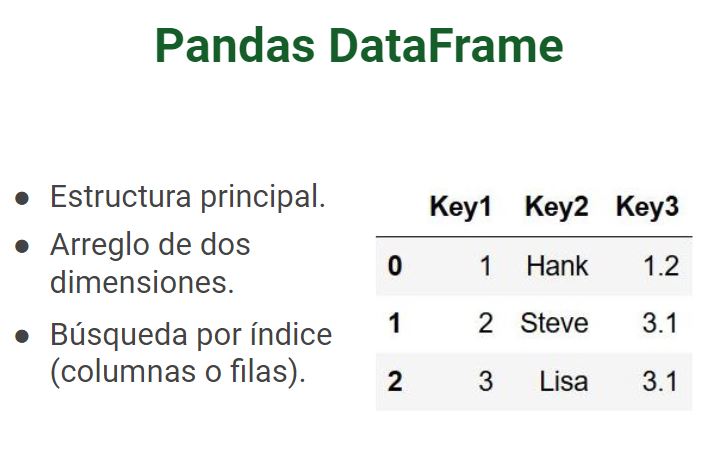 Pandas DataFrame
● Estructura principal.
● Arreglo de dos
dimensiones.
● Búsqueda por índice
(columnas o filas).
Key1 Key2 Key3
0 1 Hank 1.2
1 2 Steve 3.1
2 3 Lisa 3.1